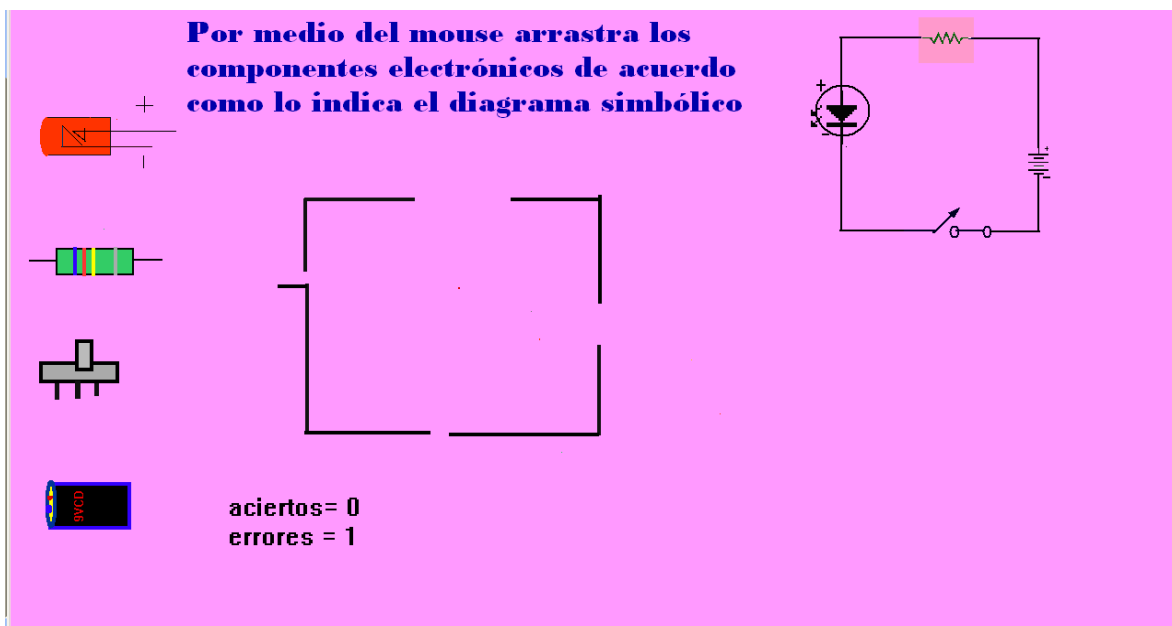 Por medio del mouse arrastra los
componentes electrónicos de acuerdo
como lo indica el diagrama simbólico
9VCD
aciertos= 0
errores = 1